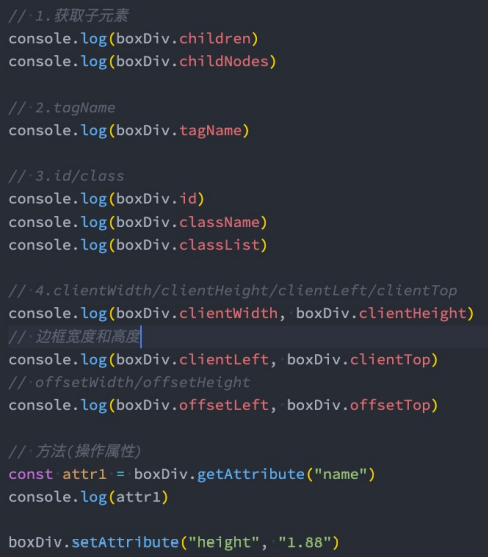 // 1.获取子元素
console.log(boxDiv.children)
console.log(boxDiv.childNodes)
// 2.tagName
console.log(boxDiv.tagName)
// 3.id/class
console.log(boxDiv.id)
console.log(boxDiv.className)
console.log(boxDiv.classList)
// 4.clientWidth/clientHeight/clientLeft/clientTop
console.log(boxDiv.clientWidth, boxDiv.clientHeight)
// 边框宽度和高度
console.log(boxDiv.clientLeft, boxDiv.clientTop)
// offsetWidth/offsetHeight
console.log(boxDiv.offsetLeft, boxDiv.offsetTop)
// 方法(操作属性)
const attr1 = boxDiv.getAttribute("name")
console.log(attr1)
boxDiv.setAttribute("height", "1.88")